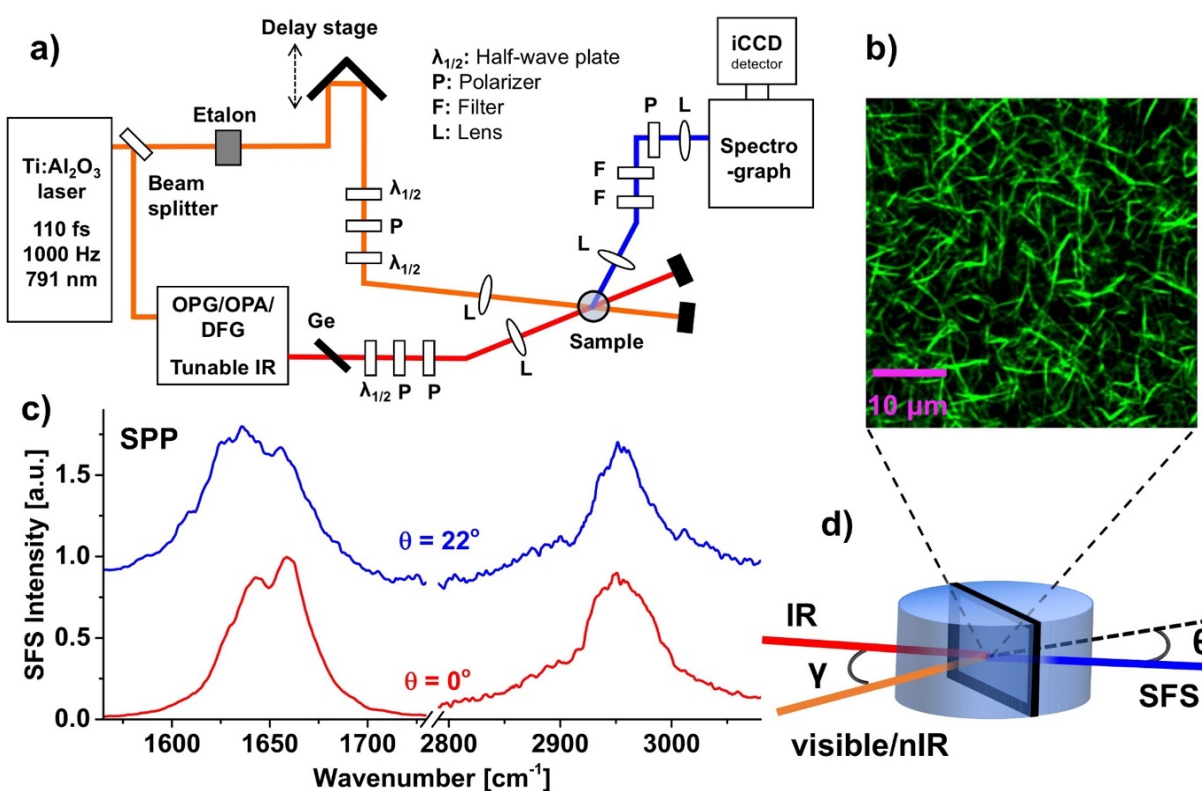 a)
Delay stage
λ1/2: Half-wave plate
P: Polarizer
F: Filter
L: Lens
iCCD
detector
b)
Etalon
Ti:Al2O3
laser
110 fs
1000 Hz
791 nm
Beam
splitter
λ1/2
P
λ1/2
P
L
Spectro
-graph
F
F
L
OPG/OPA/
DFG
Tunable IR
Ge
L
Sample
λ1/2
P
P
L
10 µm
c)
SPP
θ = 22°
θ = 0°
SFS Intensity [a.u.]
1.5
1.0
0.5
0.0
1600
1650
1700
2800
2900
3000
Wavenumber [cm-1]
d)
IR
γ
θ
SFS
visible/nIR